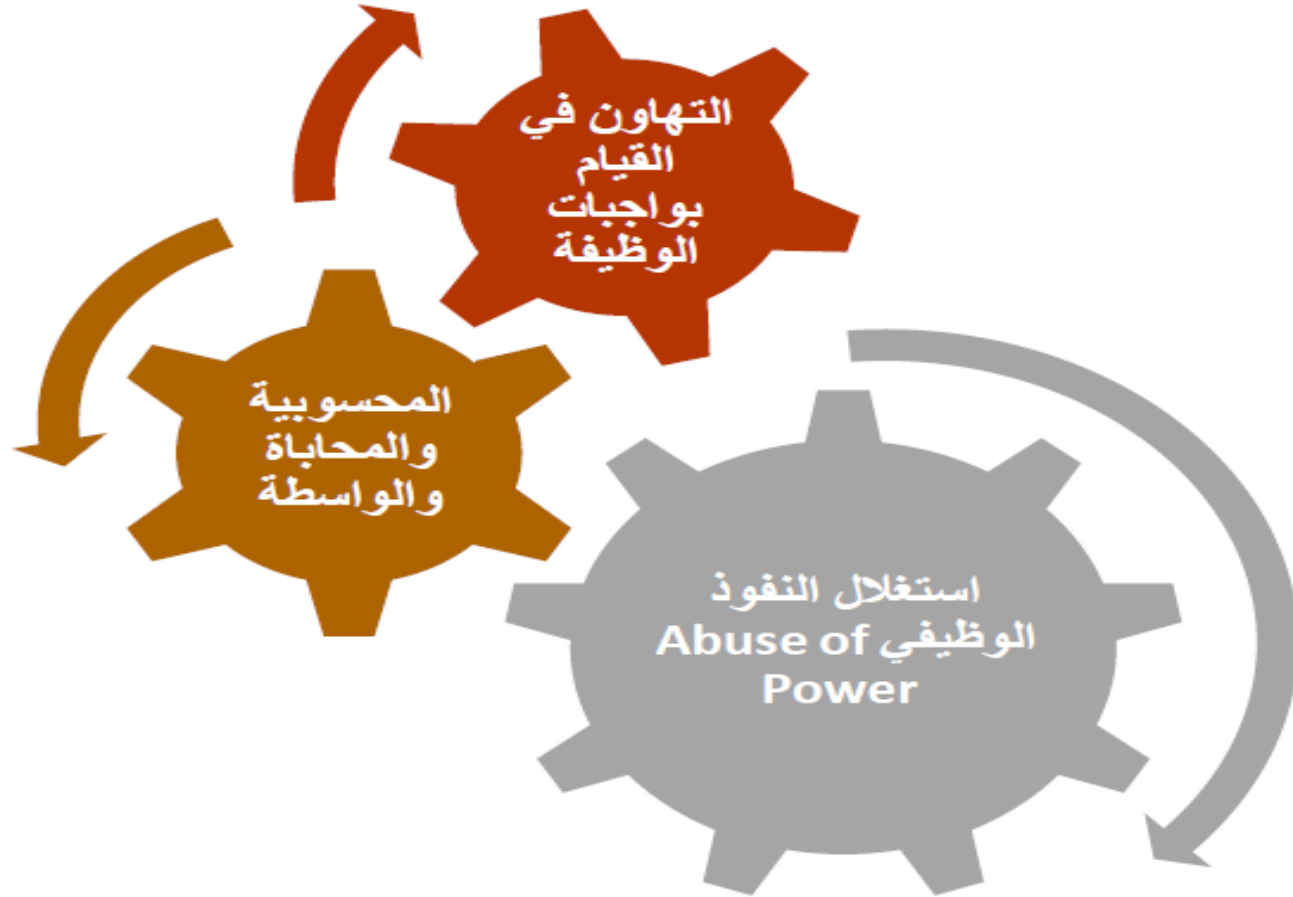 التهاون في
القيام
بواجبات
الوظيفة
المحسوبية
والمحاباة
والواسطة
استغلال النفوذ
الوظيفي Abuse of
Power